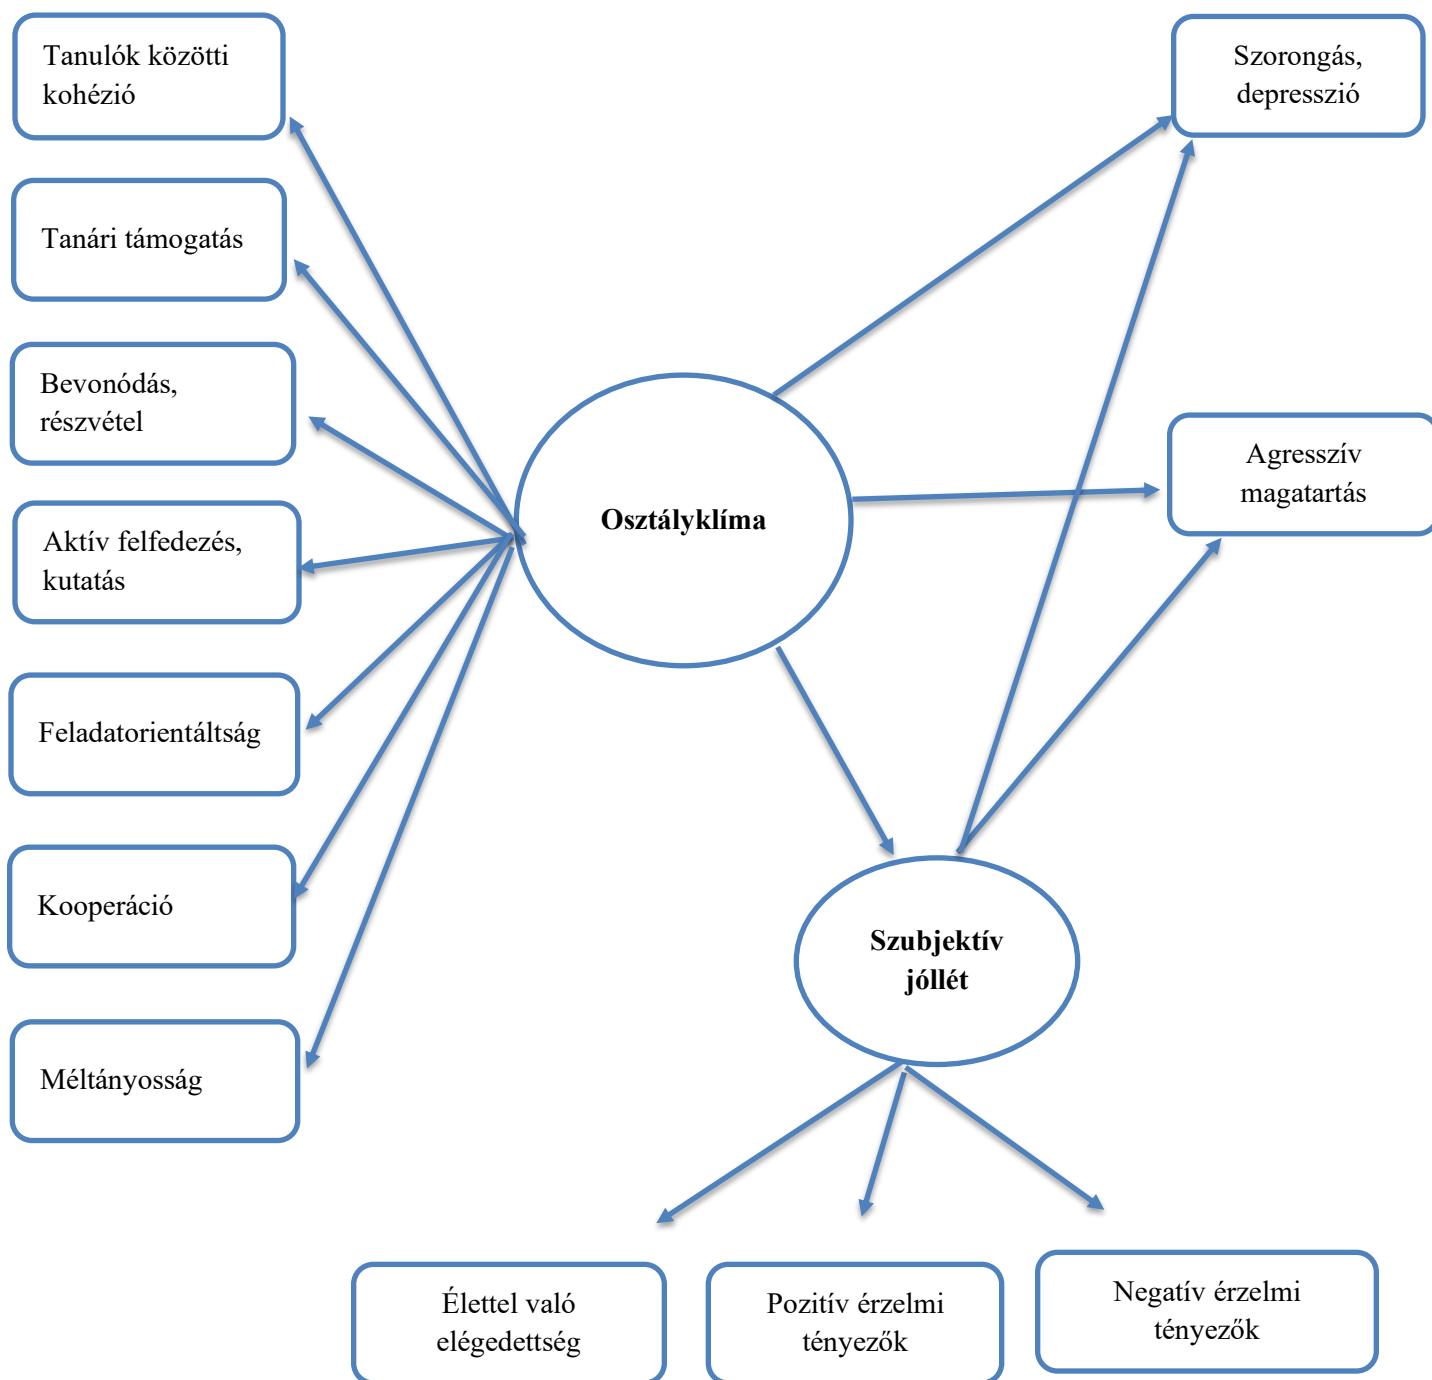 Tanulók közötti
kohézió
Tanári támogatás
Bevonódás,
részvétel
Aktív felfedezés,
kutatás
Feladatorientáltság
Kooperáció
Méltányosság
Osztályklíma
Szorongás,
depresszió
Agresszív
magatartás
Szubjektív
jóllét
Élettel való
elégedettség
Pozitív érzelmi
tényezők
Negatív érzelmi
tényezők